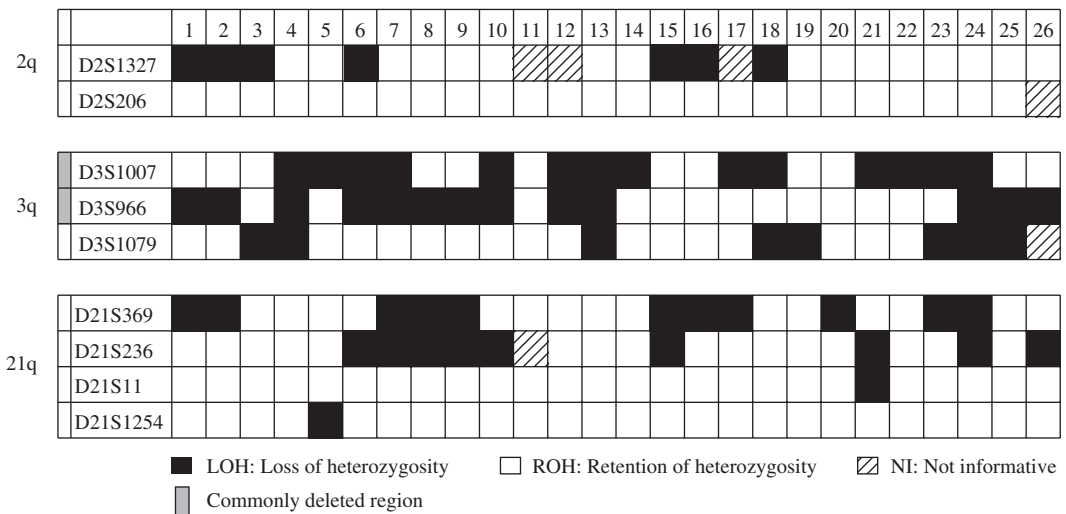 1 2 3 4 5 6 7 8 9 10 11 12 13 14 15 16 17 18 19 20 21 22 23 24 25 26
2q
D2S1327
D2S206
3q
D3S1007
D3S966
D3S1079
21q
D21S369
D21S236
D21S11
D21S1254
LOH: Loss of heterozygosity ROH: Retention of heterozygosity NI: Not informative
Commonly deleted region